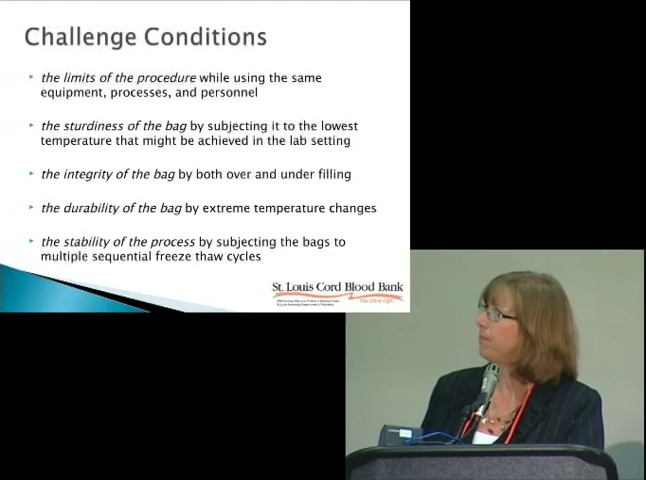 Challenge Conditions
the limits of the procedure while using the same
equipment, processes, and personnel
the sturdiness of the bag by subjecting it to the lowest
temperature that might be achieved in the lab setting
the integrity of the bag by both over and under filling
the durability of the bag by extreme temperature changes
the stability of the process by subjecting the bags to
multiple sequential freeze thaw cycles
St. Louis Cord Blood Bank
The First Gift